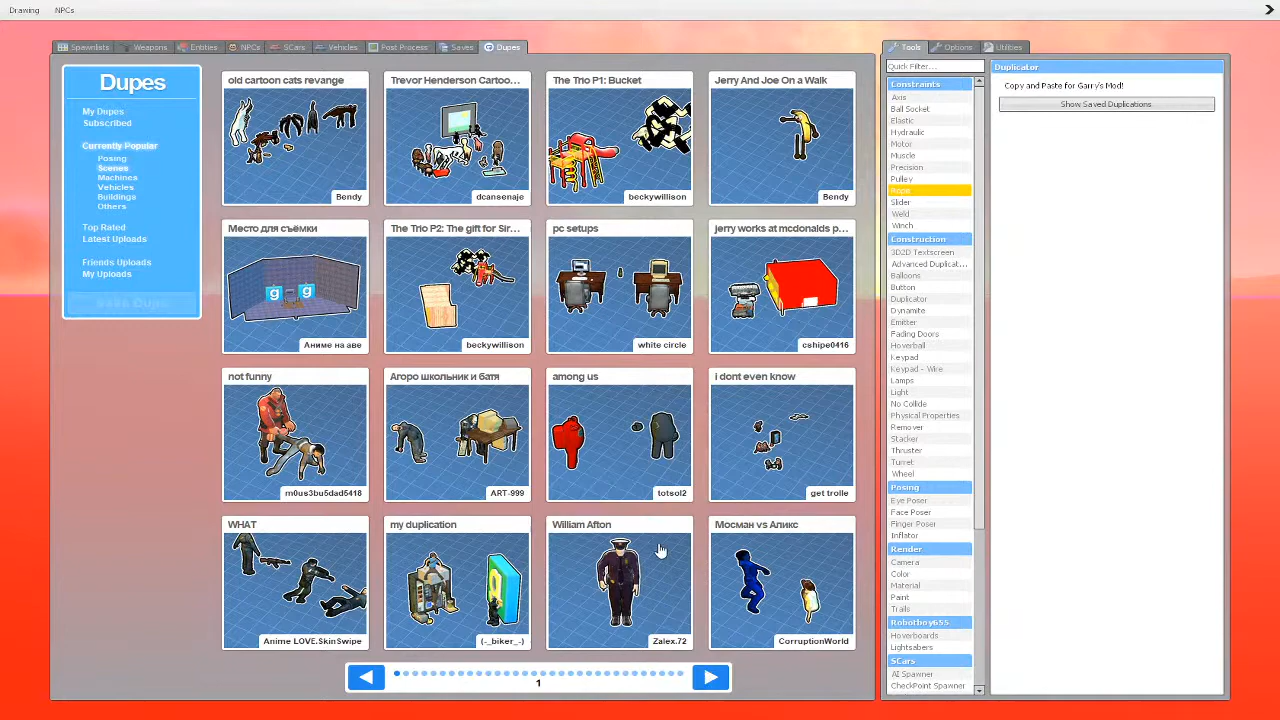 Drawing NPCs
Spawnlists Weapons Entities NPCs SCars Vehicles Post Process Saves Dupes
Dupes
My Dupes
Subscribed
Currently Popular
Posing
Scenes
Machines
Vehicles
Buildings
Others
Top Rated
Latest Uploads
Friends Uploads
My Uploads
old cartoon cats revange
Bendy
Trevor Henderson Cartoo...
dcansenaje
The Trio P1: Bucket
beckywillison
Jerry And Joe On a Walk
Bendy
Место для съёмки
Аниме на аве
The Trio P2: The gift for Sir...
beckywillison
pc setups
white circle
jerry works at mcdonalds p...
cshipe0416
not funny
m0us3bu5dad5418
Агоро школьник и батя
ART-999
among us
totsol2
i dont even know
get trolle
WHAT
Anime LOVE.SkinSwipe
my duplication
(-_biker_-)
William Afton
Zalex.72
Мосман vs Аликс
CorruptionWorld
1
Tools Options Utilities
Quick Filter...
Constraints
Axis
Ball Socket
Elastic
Hydraulic
Motor
Muscle
Precision
Pulley
Rope
Slider
Weld
Winch
Construction
3D2D Textscreen
Advanced Duplicat...
Balloons
Button
Duplicator
Dynamite
Emitter
Fading Doors
Hoverball
Keypad
Keypad - Wire
Lamps
Light
No Collide
Physical Properties
Remover
Stacker
Thruster
Turret
Wheel
Posing
Eye Poser
Face Poser
Finger Poser
Inflator
Render
Camera
Color
Material
Paint
Trails
Robotboy655
Hoverboards
Lightsabers
SCars
AI Spawner
CheckPoint Spawner
Duplicator
Copy and Paste for Garry's Mod!
Show Saved Duplications